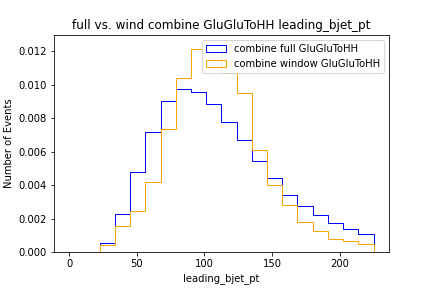 full vs. wind combine GluGluToHH leading_bjet_pt
combine full GluGluToHH
combine window GluGluToHH
Number of Events
0.012
0.010
0.008
0.006
0.004
0.002
0.000
0
50
100
150
200
leading_bjet_pt